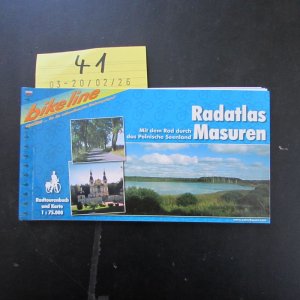 41
03-20/02/26
bikeline
Radatlas
Masuren
Mit dem Rad durch
das Polnische Seenland
Radtourenbuch
und Karte
1 : 75.000